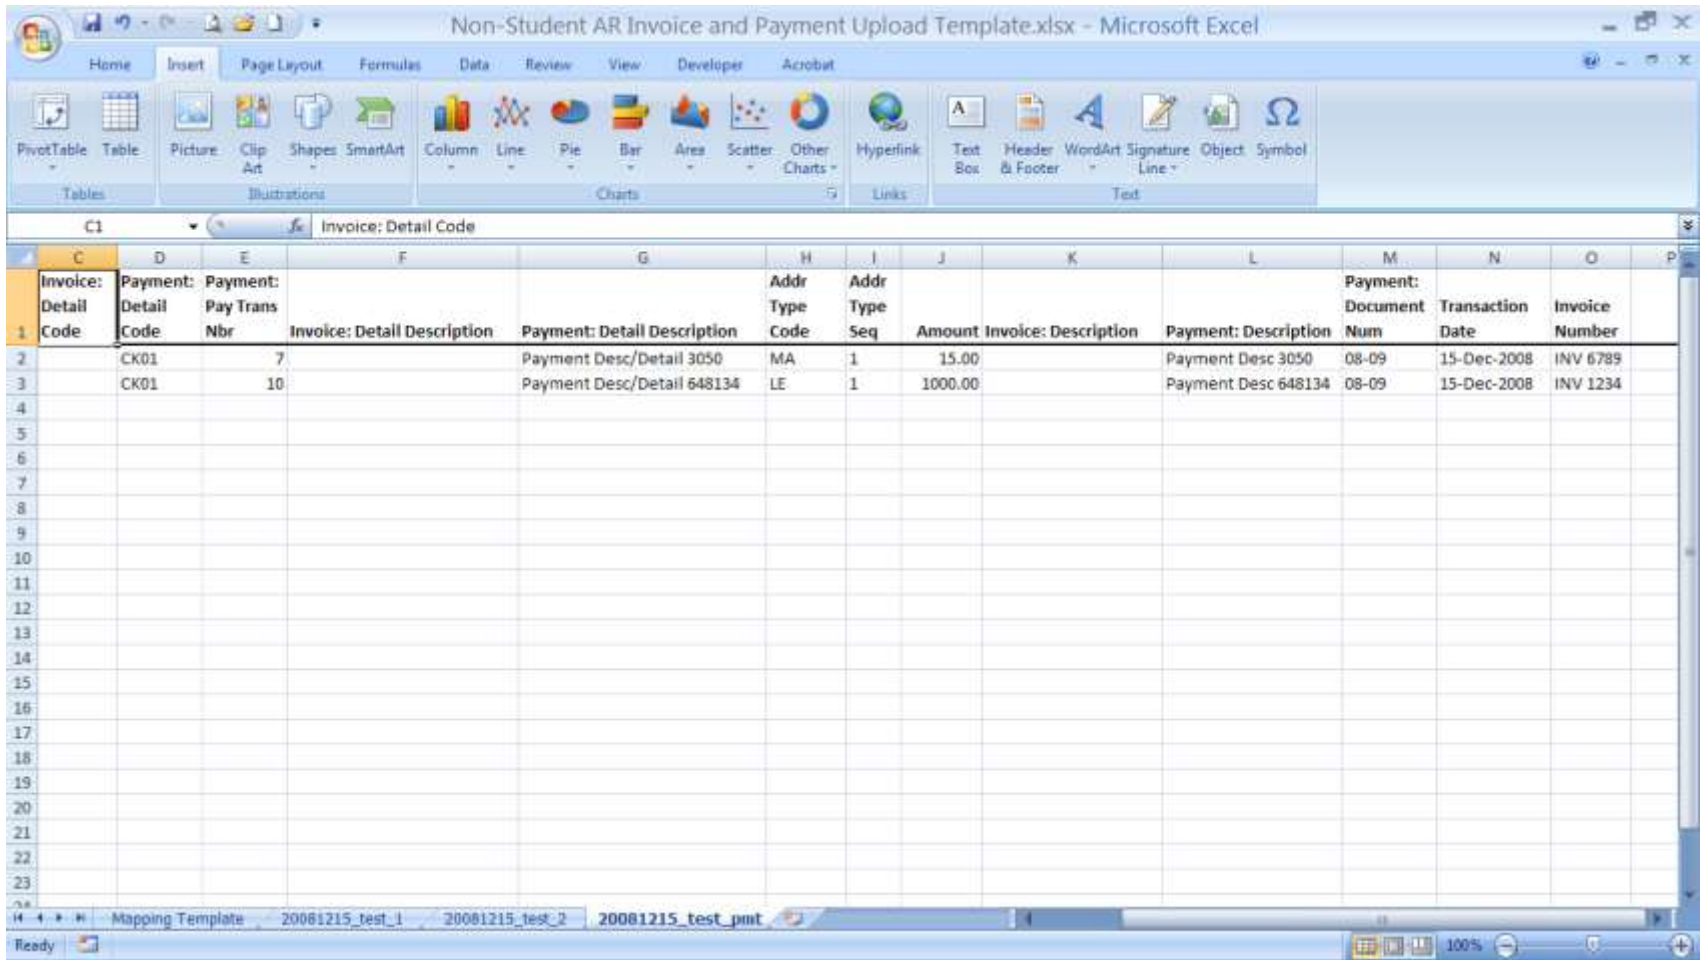 Non-Student AR Invoice and Payment Upload Template.xlsx - Microsoft Excel
Home Insert Page Layout Formulas Data Review View Developer Acrobat
PivotTable Table Picture Clip Art Shapes SmartArt Column Line Pie Bar Area Scatter Other Charts Hyperlink Text Box Header & Footer WordArt Signature Line Object Symbol
Tables Illustrations Charts Links Text
C1 fx Invoice: Detail Code
C D E F G H I J K L M N O P
Invoice: Payment: Payment: Addr Addr Payment:
Detail Detail Pay Trans Type Type Document Transaction Invoice
1 Code Code Nbr Invoice: Detail Description Payment: Detail Description Code Seq Amount Invoice: Description Payment: Description Num Date Number
2 CK01 7 Payment Desc/Detail 3050 MA 1 15.00 Payment Desc 3050 08-09 15-Dec-2008 INV 6789
3 CK01 10 Payment Desc/Detail 648134 LE 1 1000.00 Payment Desc 648134 08-09 15-Dec-2008 INV 1234
4
5
6
7
8
9
10
11
12
13
14
15
16
17
18
19
20
21
22
23
Mapping Template 20081215_test_1 20081215_test_2 20081215_test_pmt
Ready 100%